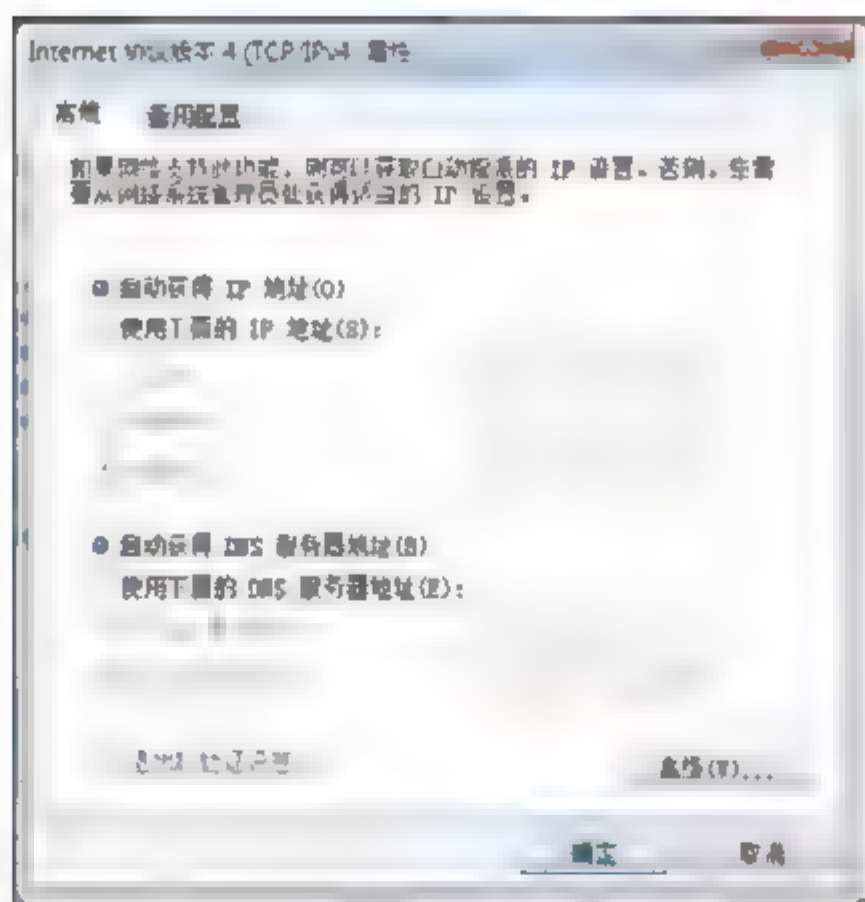 Internet 协议版本 4 (TCP/IPv4) 属性
常规 备用配置
如果网络支持此功能，则可以获取自动指派的 IP 设置。否则，您需
要从网络系统管理员处获得适当的 IP 设置。
自动获得 IP 地址(O)
使用下面的 IP 地址(S):
自动获得 DNS 服务器地址(B)
使用下面的 DNS 服务器地址(E):
高级(V)...
确定 取消